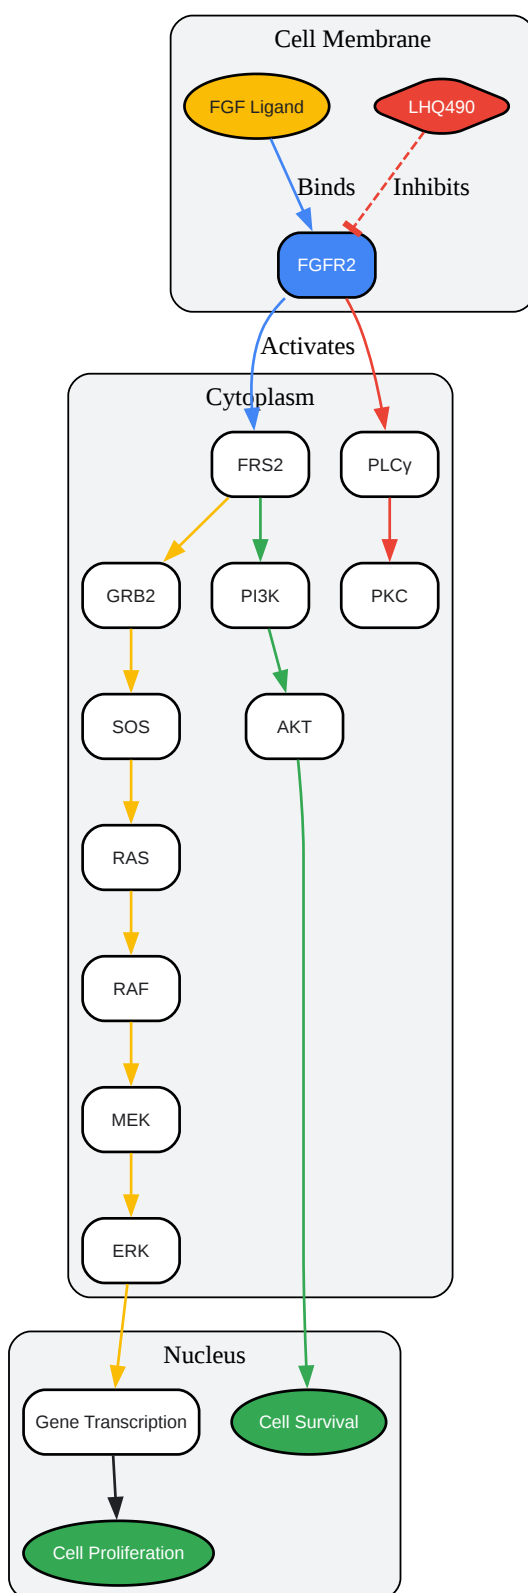 Cell Membrane
FGF Ligand
LHQ490
Binds
Inhibits
FGFR2
Activates
Cytoplasm
FRS2
PLCγ
GRB2
PI3K
PKC
SOS
AKT
RAS
RAF
MEK
ERK
Nucleus
Gene Transcription
Cell Survival
Cell Proliferation